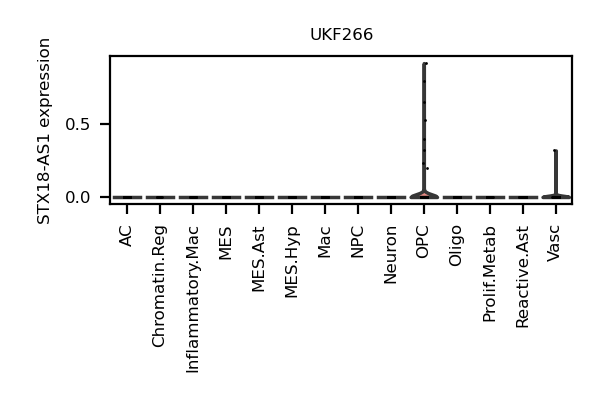 UKF266
STX18-AS1 expression
0.5
0.0
AC
Chromatin.Reg
Inflammatory.Mac
MES
MES.Ast
MES.Hyp
Mac
NPC
Neuron
OPC
Oligo
Prolif.Metab
Reactive.Ast
Vasc